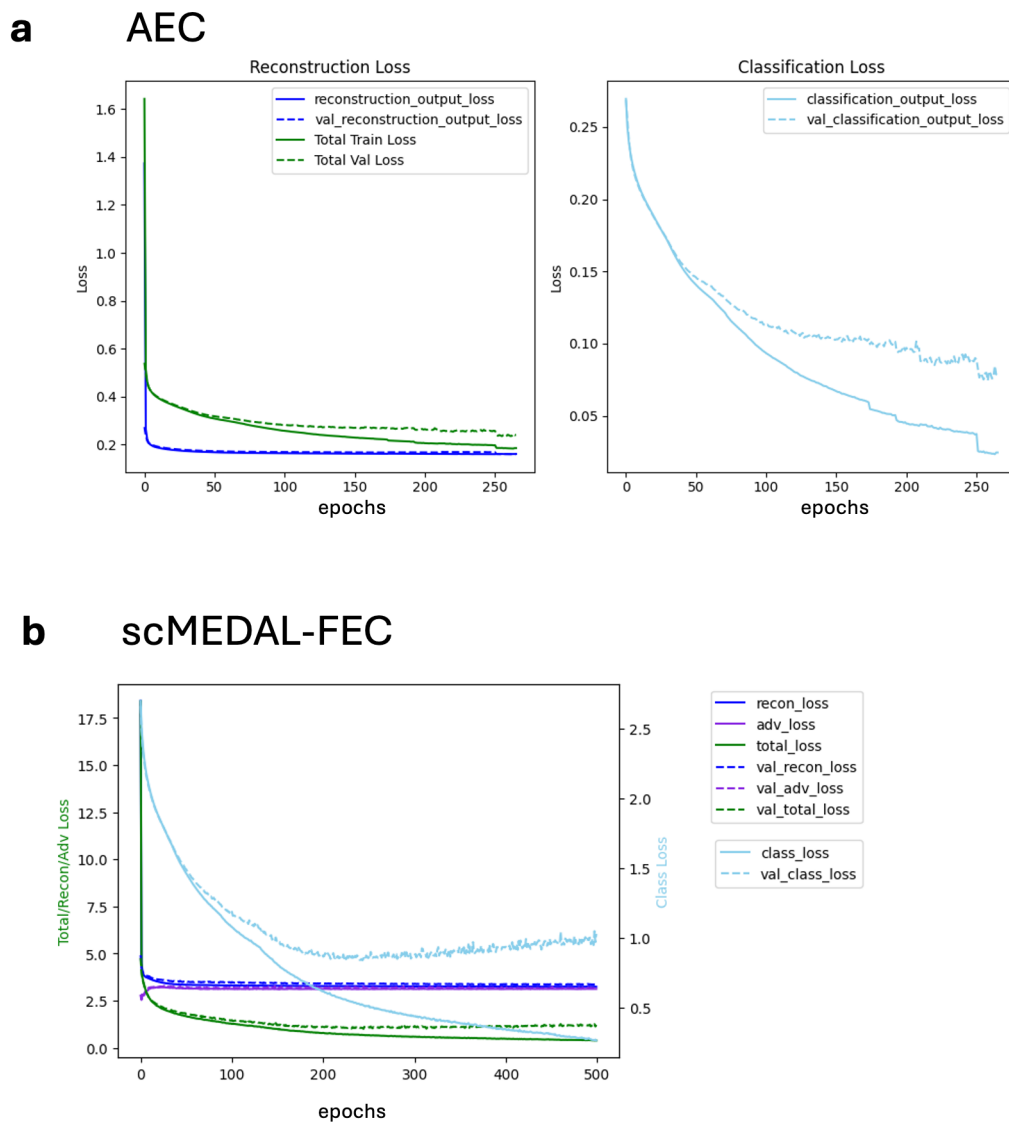 a AEC
Reconstruction Loss
Loss
1.6
1.4
1.2
1.0
0.8
0.6
0.4
0.2
reconstruction_output_loss
val_reconstruction_output_loss
Total Train Loss
Total Val Loss
0 50 100 150 200 250
epochs
Classification Loss
Loss
0.25
0.20
0.15
0.10
0.05
classification_output_loss
val_classification_output_loss
0 50 100 150 200 250
epochs
b scMEDAL-FEC
Total/Recon/Adv Loss
17.5
15.0
12.5
10.0
7.5
5.0
2.5
0.0
2.5
2.0
1.5
1.0
0.5
Class Loss
0 100 200 300 400 500
epochs
recon_loss
adv_loss
total_loss
val_recon_loss
val_adv_loss
val_total_loss
class_loss
val_class_loss